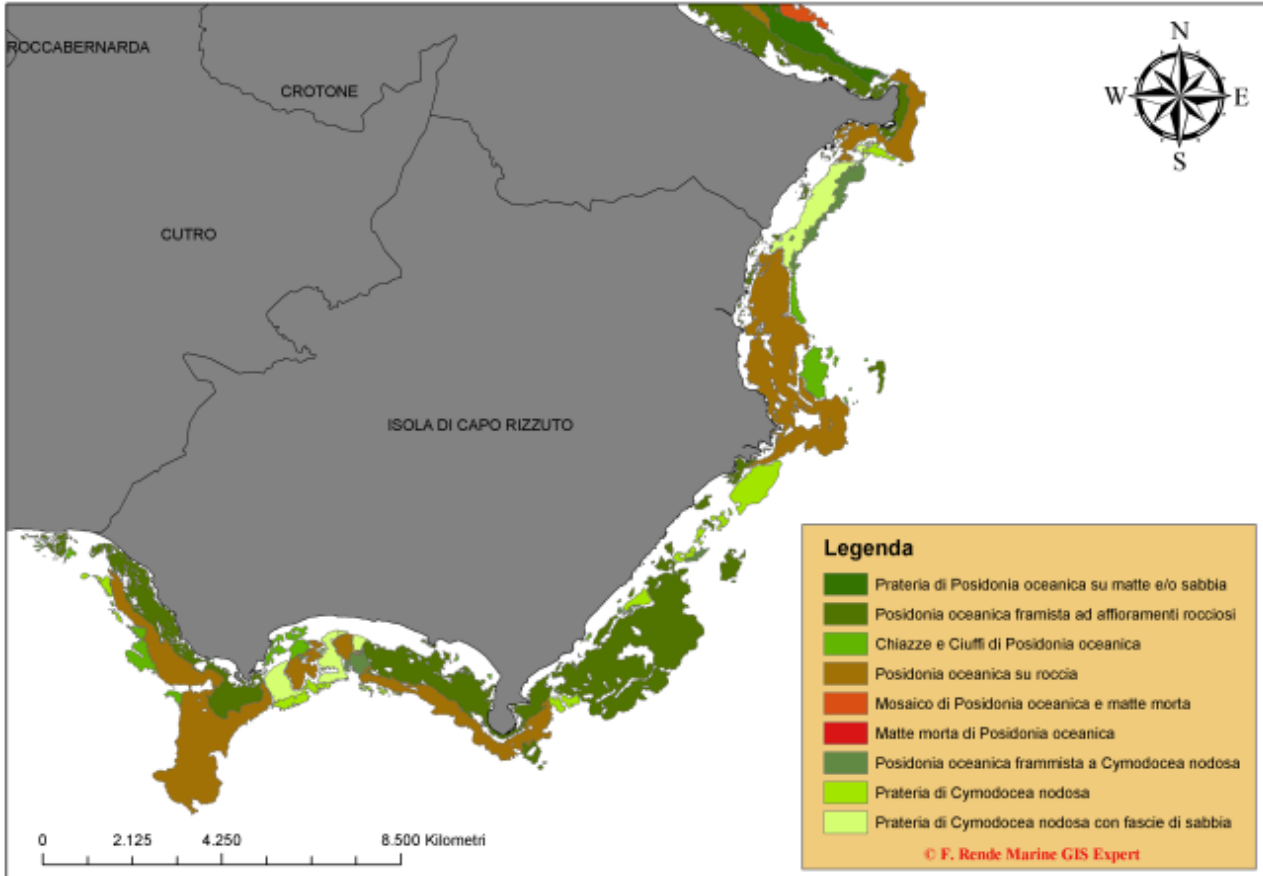 ROCCABERNARDA
CROTONE
CUTRO
ISOLA DI CAPO RIZZUTO
N
W E
S
Legenda
Prateria di Posidonia oceanica su matte e/o sabbia
Posidonia oceanica framista ad affioramenti rocciosi
Chiazze e Ciuffi di Posidonia oceanica
Posidonia oceanica su roccia
Mosaico di Posidonia oceanica e matte morta
Matte morta di Posidonia oceanica
Posidonia oceanica frammista a Cymodocea nodosa
Prateria di Cymodocea nodosa
Prateria di Cymodocea nodosa con fascie di sabbia
© F. Rende Marine GIS Expert
0 2.125 4.250 8.500 Kilometri